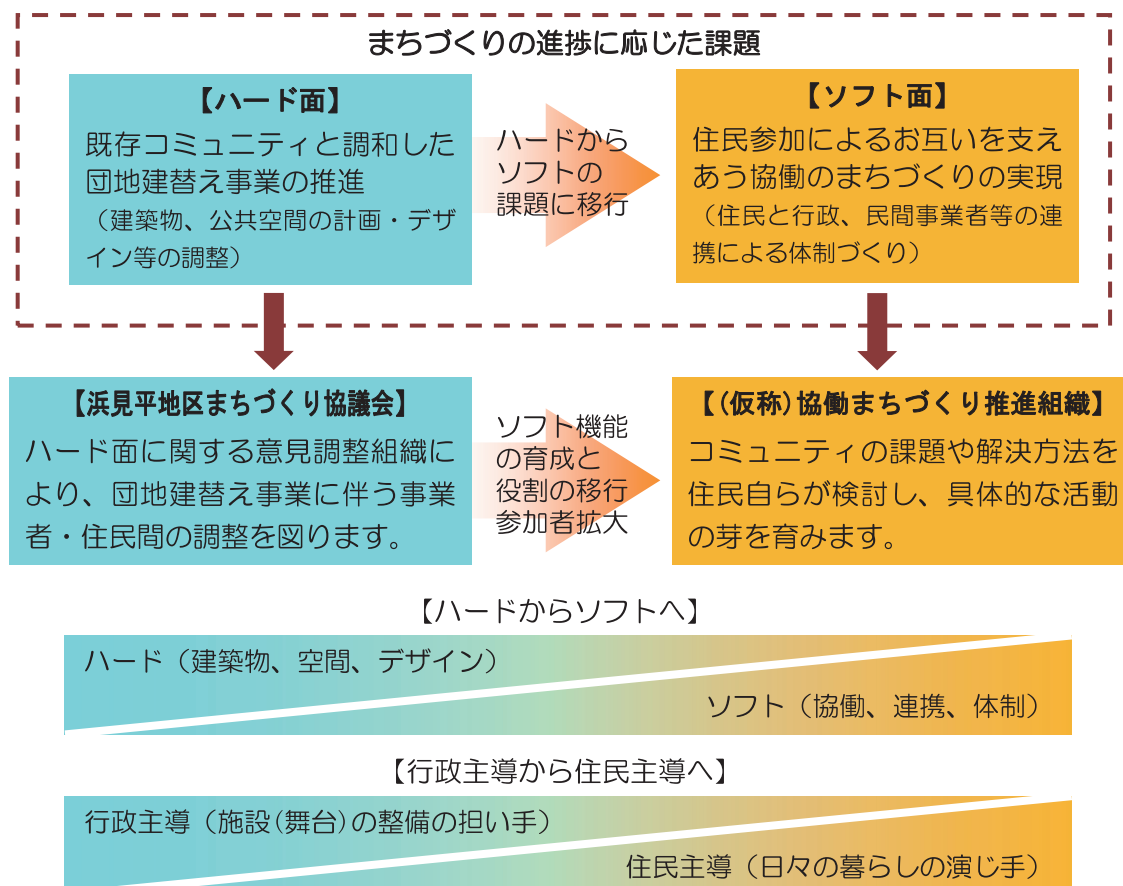 まちづくりの進捗に応じた課題
【ハード面】
既存コミュニティと調和した
団地建替え事業の推進
（建築物、公共空間の計画・デザ
イン等の調整）
ハードから
ソフトの
課題に移行
【ソフト面】
住民参加によるお互いを支え
あう協働のまちづくりの実現
（住民と行政、民間事業者等の連
携による体制づくり）
【浜見平地区まちづくり協議会】
ハード面に関する意見調整組織に
より、団地建替え事業に伴う事業
者・住民間の調整を図ります。
ソフト機能
の育成と
役割の移行
参加者拡大
【(仮称)協働まちづくり推進組織】
コミュニティの課題や解決方法を
住民自らが検討し、具体的な活動
の芽を育みます。
【ハードからソフトへ】
ハード（建築物、空間、デザイン）
ソフト（協働、連携、体制）
【行政主導から住民主導へ】
行政主導（施設(舞台)の整備の担い手）
住民主導（日々の暮らしの演じ手）